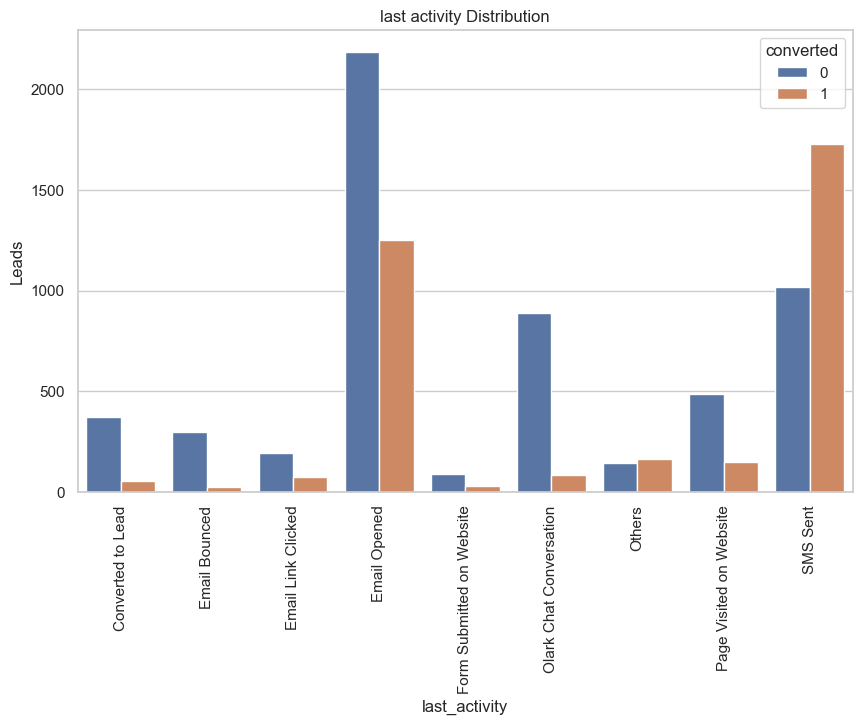 last activity Distribution
converted
0
1
Leads
2000
1500
1000
500
0
Converted to Lead
Email Bounced
Email Link Clicked
Email Opened
Form Submitted on Website
Olark Chat Conversation
Others
Page Visited on Website
SMS Sent
last_activity